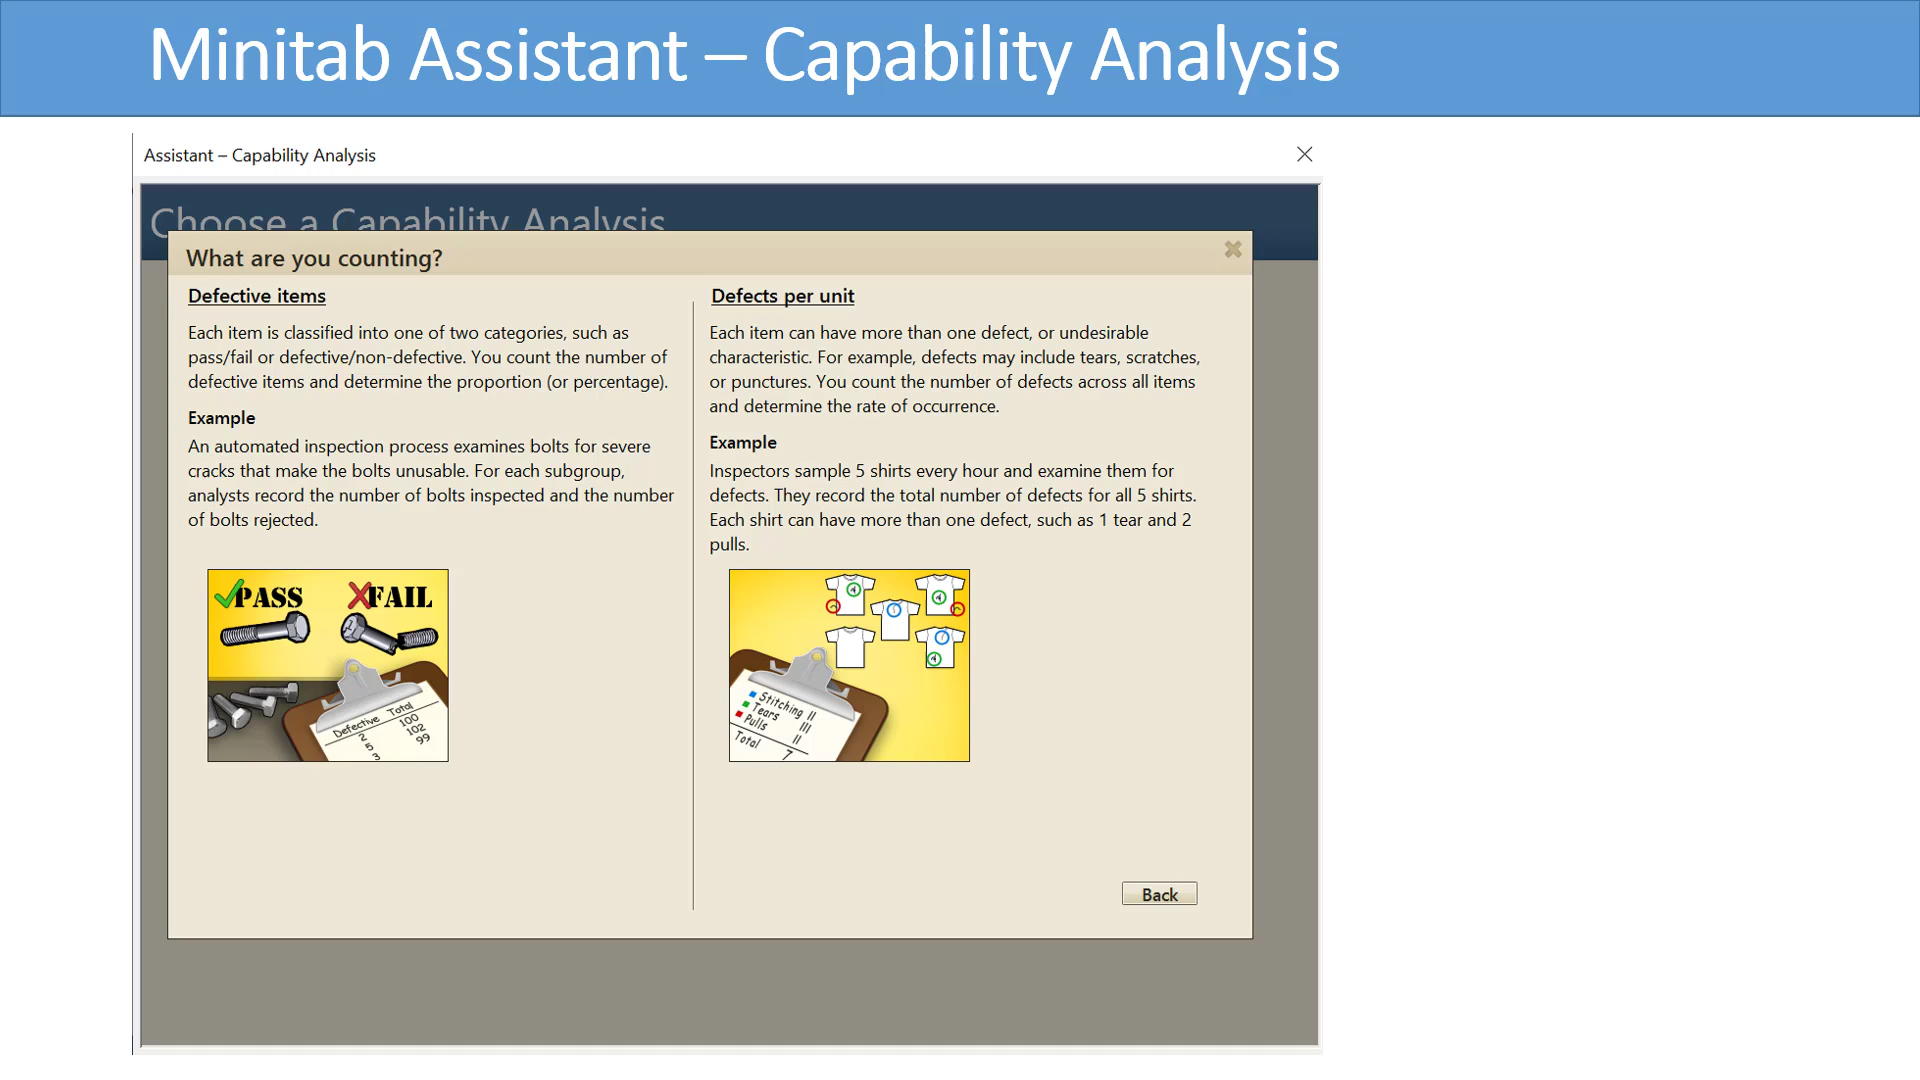 Minitab Assistant – Capability Analysis
Assistant – Capability Analysis
Choose a Capability Analysis
What are you counting?
Defective items
Each item is classified into one of two categories, such as
pass/fail or defective/non-defective. You count the number of
defective items and determine the proportion (or percentage).
Example
An automated inspection process examines bolts for severe
cracks that make the bolts unusable. For each subgroup,
analysts record the number of bolts inspected and the number
of bolts rejected.
PASS FAIL
Defective Total
2 100
5 102
3 99
Defects per unit
Each item can have more than one defect, or undesirable
characteristic. For example, defects may include tears, scratches,
or punctures. You count the number of defects across all items
and determine the rate of occurrence.
Example
Inspectors sample 5 shirts every hour and examine them for
defects. They record the total number of defects for all 5 shirts.
Each shirt can have more than one defect, such as 1 tear and 2
pulls.
Stitching II
Tears III
Pulls II
Total 7
Back